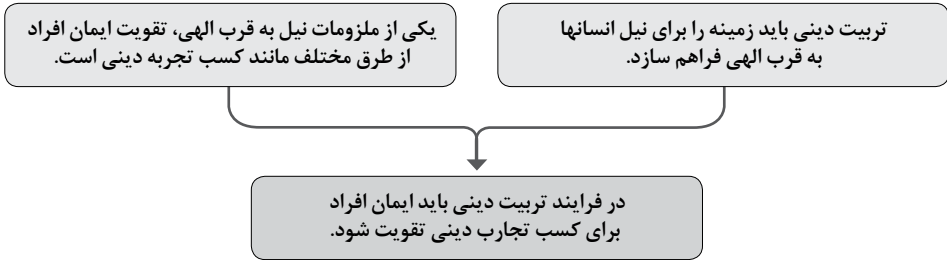 تربیت دینی باید زمینه را برای نیل انسانها
به قرب الهی فراهم سازد.
یکی از ملزومات نیل به قرب الهی، تقویت ایمان افراد
از طرق مختلف مانند کسب تجربه دینی است.
در فرایند تربیت دینی باید ایمان افراد
برای کسب تجارب دینی تقویت شود.